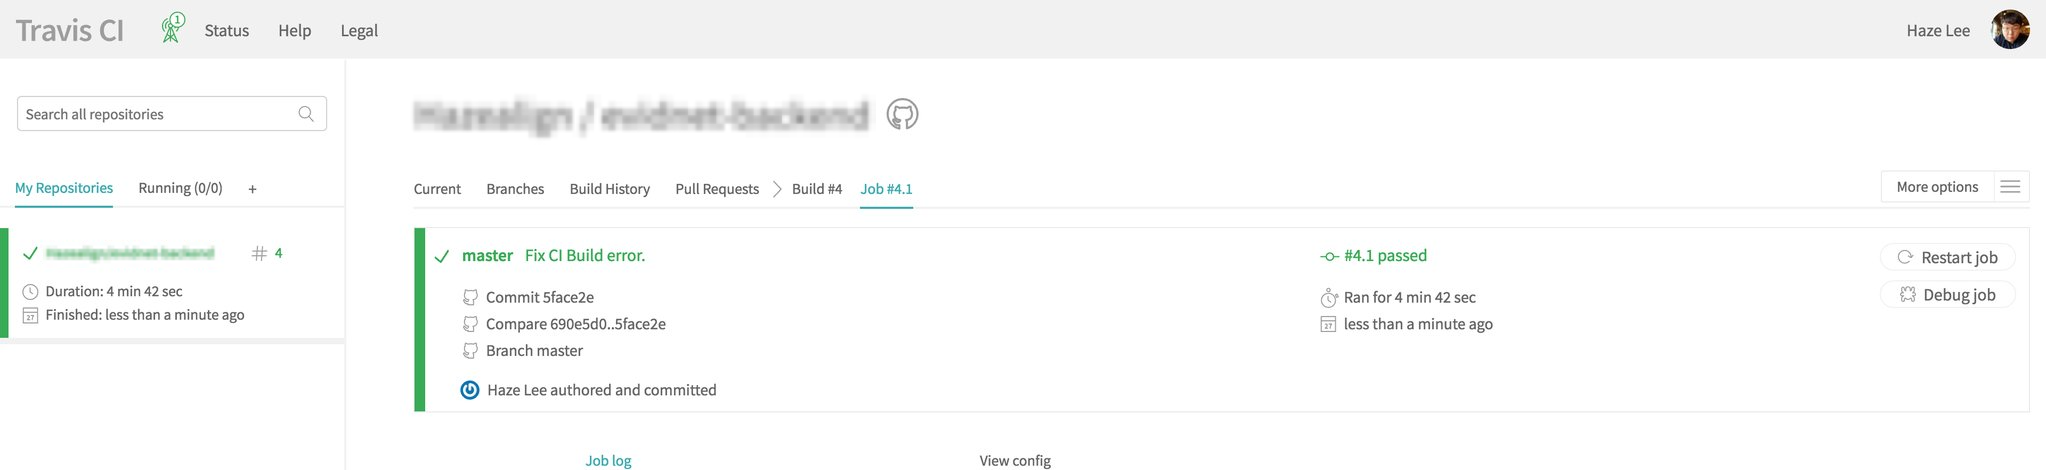 Travis CI 1 Status Help Legal Haze Lee
Search all repositories
My Repositories Running (0/0) +
# 4
Duration: 4 min 42 sec
27 Finished: less than a minute ago
Current Branches Build History Pull Requests Build #4 Job #4.1 More options
master Fix CI Build error. #4.1 passed Restart job
Commit 5face2e Ran for 4 min 42 sec Debug job
Compare 690e5d0..5face2e 27 less than a minute ago
Branch master
Haze Lee authored and committed
Job log View config